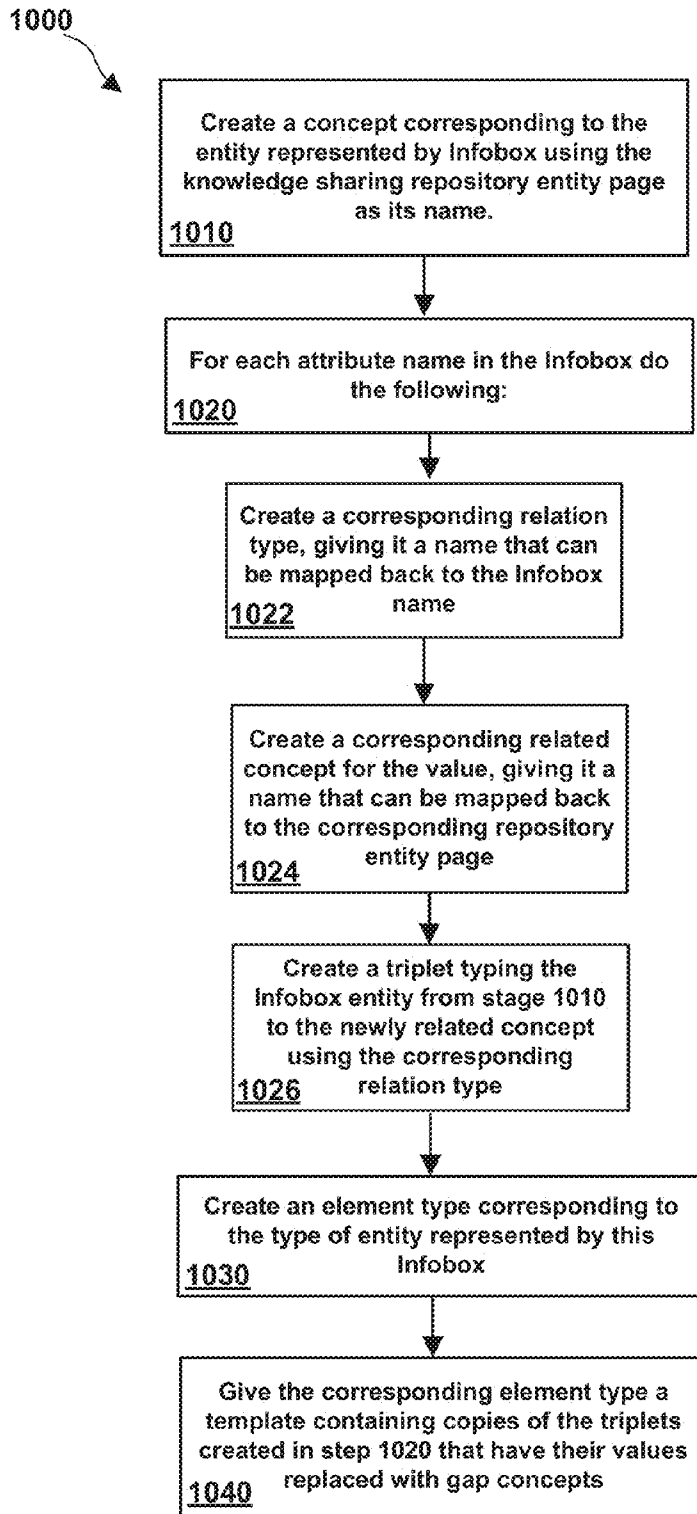 1000
Create a concept corresponding to the
entity represented by Infobox using the
knowledge sharing repository entity page
as its name.
1010
For each attribute name in the Infobox do
the following:
1020
Create a corresponding relation
type, giving it a name that can
be mapped back to the Infobox
name
1022
Create a corresponding related
concept for the value, giving it a
name that can be mapped back
to the corresponding repository
entity page
1024
Create a triplet typing the
Infobox entity from stage 1010
to the newly related concept
using the corresponding
relation type
1026
Create an element type corresponding to
the type of entity represented by this
Infobox
1030
Give the corresponding element type a
template containing copies of the triplets
created in step 1020 that have their values
replaced with gap concepts
1040